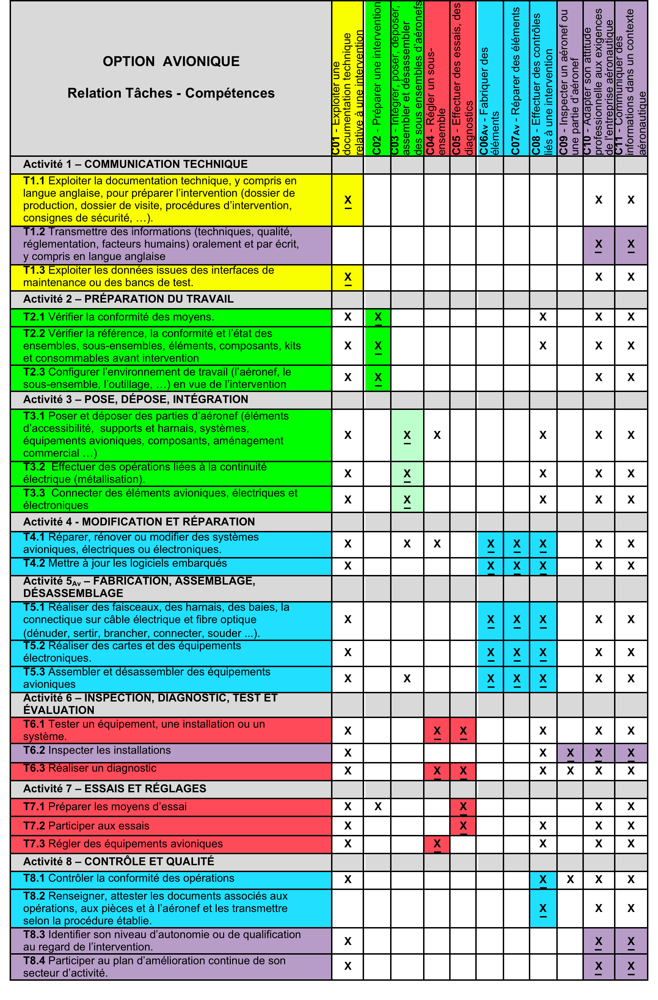 OPTION  AVIONIQUE
Relation Tâches - Compétences
C01 - Exploiter une
documentation technique
relative à une intervention
C02 - Préparer une intervention
C03 - Intégrer, poser, déposer,
assembler et désassembler
des sous ensembles d’aéronefs
C04 - Régler un sous-
ensemble
C05 - Effectuer des essais, des
diagnostics
C06Av - Fabriquer des
éléments
C07Av - Réparer des éléments
C08 - Effectuer des contrôles
liés à une intervention
C09 - Inspecter un aéronef ou
une partie d’aéronef
C10 - Adapter son attitude
professionnelle aux exigences
de l'entreprise aéronautique
C11 - Communiquer des
informations dans un contexte
aéronautique
Activité 1 – COMMUNICATION TECHNIQUE
T1.1 Exploiter la documentation technique, y compris en
langue anglaise, pour préparer l’intervention (dossier de
production, dossier de visite, procédures d’intervention,
consignes de sécurité, …).
X X X
T1.2 Transmettre des informations (techniques, qualité,
réglementation, facteurs humains) oralement et par écrit,
y compris en langue anglaise
X X
T1.3 Exploiter les données issues des interfaces de
maintenance ou des bancs de test.
X X X
Activité 2 – PRÉPARATION DU TRAVAIL
T2.1 Vérifier la conformité des moyens.
X X X X X
T2.2 Vérifier la référence, la conformité et l’état des
ensembles, sous-ensembles, éléments, composants, kits
et consommables avant intervention
X X X X X
T2.3 Configurer l’environnement de travail (l’aéronef, le
sous-ensemble, l’outillage, …) en vue de l’intervention
X X X X
Activité 3 – POSE, DÉPOSE, INTÉGRATION
T3.1 Poser et déposer des parties d’aéronef (éléments
d’accessibilité,  supports et harnais, systèmes,
équipements avioniques, composants, aménagement
commercial …)
X X X X X X
T3.2  Effectuer des opérations liées à la continuité
électrique (métallisation).
X X X X X
T3.3  Connecter des éléments avioniques, électriques et
électroniques
X X X X X
Activité 4 - MODIFICATION ET RÉPARATION
T4.1 Réparer, rénover ou modifier des systèmes
avioniques, électriques ou électroniques.
X X X X X X X X
T4.2 Mettre à jour les logiciels embarqués
X X X X X X
Activité 5Av – FABRICATION, ASSEMBLAGE,
DÉSASSEMBLAGE
T5.1 Réaliser des faisceaux, des harnais, des baies, la
connectique sur câble électrique et fibre optique
(dénuder, sertir, brancher, connecter, souder ...).
X X X X X X
T5.2 Réaliser des cartes et des équipements
électroniques.
X X X X X X
T5.3 Assembler et désassembler des équipements
avioniques
X X X X X X X
Activité 6 – INSPECTION, DIAGNOSTIC, TEST ET
ÉVALUATION
T6.1 Tester un équipement, une installation ou un
système.
X X X X X X
T6.2 Inspecter les installations
X X X X X
T6.3 Réaliser un diagnostic
X X X X X X X
Activité 7 – ESSAIS ET RÉGLAGES
T7.1 Préparer les moyens d’essai
X X X X X
T7.2 Participer aux essais
X X X X X
T7.3 Régler des équipements avioniques
X X X X X
Activité 8 – CONTRÔLE ET QUALITÉ
T8.1 Contrôler la conformité des opérations
X X X X X
T8.2 Renseigner, attester les documents associés aux
opérations, aux pièces et à l’aéronef et les transmettre
selon la procédure établie.
X X X
T8.3 Identifier son niveau d’autonomie ou de qualification
au regard de l’intervention.
X X X
T8.4 Participer au plan d’amélioration continue de son
secteur d’activité.
X X X